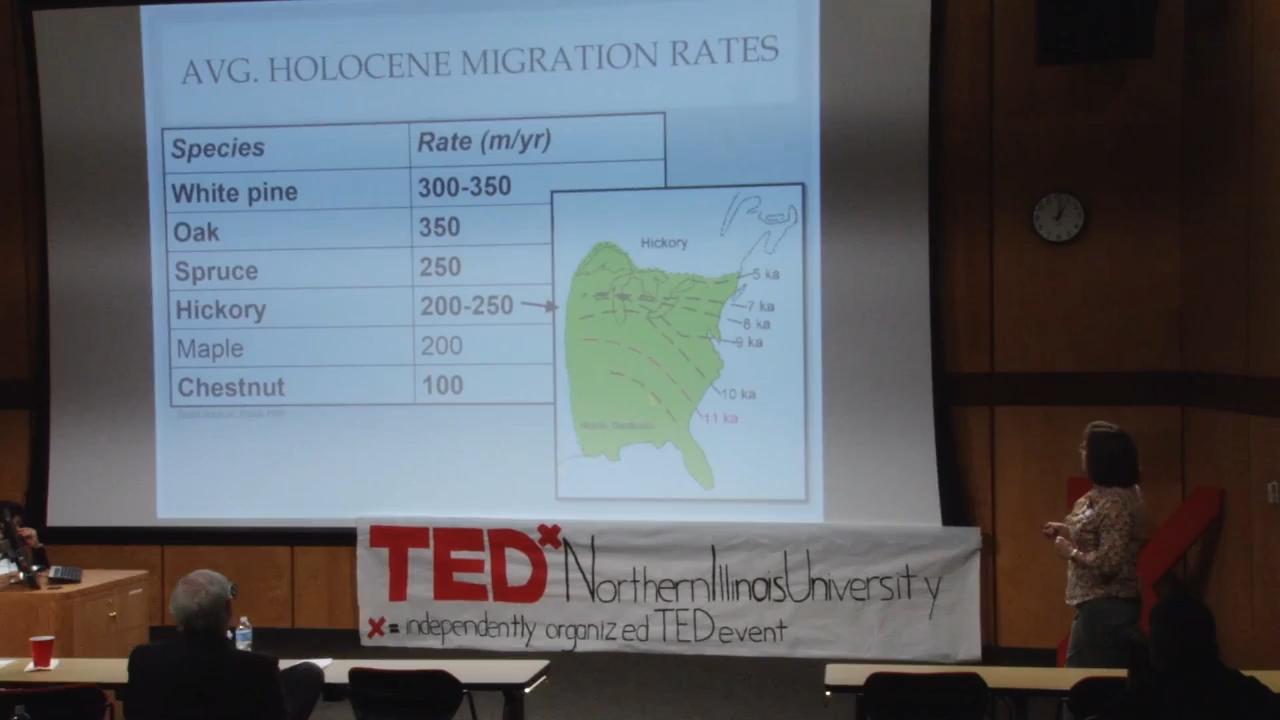 AVG. HOLOCENE MIGRATION RATES
Species Rate (m/yr)
White pine 300-350
Oak 350
Spruce 250
Hickory 200-250
Maple 200
Chestnut 100
Hickory
5 ka
7 ka
8 ka
9 ka
10 ka
11 ka
TEDx NorthernIllinoisUniversity
x = independently organized TED event